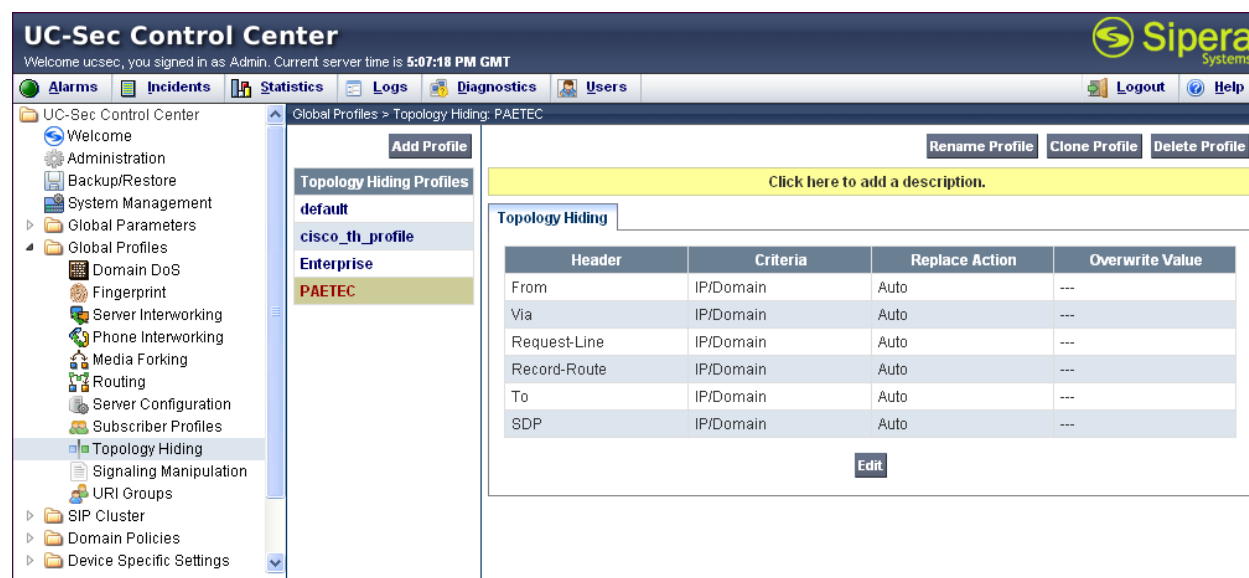 UC-Sec Control Center
Sipera
Systems
Welcome ucsec, you signed in as Admin. Current server time is 5:07:18 PM GMT
Alarms Incidents Statistics Logs Diagnostics Users Logout Help
UC-Sec Control Center
Welcome
Administration
Backup/Restore
System Management
Global Parameters
Global Profiles
Domain DoS
Fingerprint
Server Interworking
Phone Interworking
Media Forking
Routing
Server Configuration
Subscriber Profiles
Topology Hiding
Signaling Manipulation
URI Groups
SIP Cluster
Domain Policies
Device Specific Settings
Global Profiles > Topology Hiding: PAETEC
Add Profile
Topology Hiding Profiles
default
cisco_th_profile
Enterprise
PAETEC
Rename Profile Clone Profile Delete Profile
Click here to add a description.
Topology Hiding
Header Criteria Replace Action Overwrite Value
From IP/Domain Auto ---
Via IP/Domain Auto ---
Request-Line IP/Domain Auto ---
Record-Route IP/Domain Auto ---
To IP/Domain Auto ---
SDP IP/Domain Auto ---
Edit